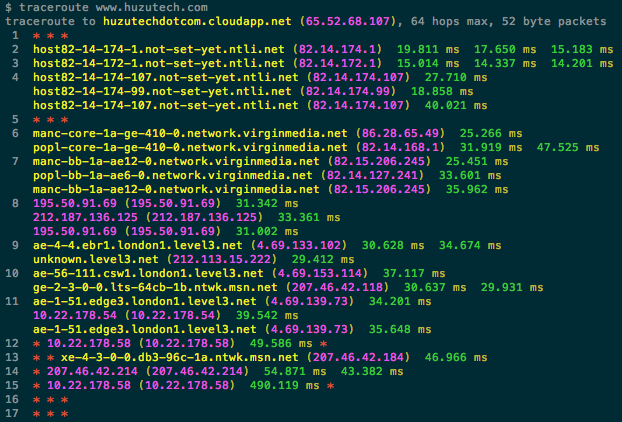 $ traceroute www.huzutech.com
traceroute to huzutechdotcom.cloudapp.net (65.52.68.107), 64 hops max, 52 byte packets
1 * * *
2 host82-14-174-1.not-set-yet.ntli.net (82.14.174.1) 19.811 ms 17.650 ms 15.183 ms
3 host82-14-172-1.not-set-yet.ntli.net (82.14.172.1) 15.014 ms 14.337 ms 14.201 ms
4 host82-14-174-107.not-set-yet.ntli.net (82.14.174.107) 27.710 ms
host82-14-174-99.not-set-yet.ntli.net (82.14.174.99) 18.858 ms
host82-14-174-107.not-set-yet.ntli.net (82.14.174.107) 40.021 ms
5 * * *
6 manc-core-1a-ge-410-0.network.virginmedia.net (86.28.65.49) 25.266 ms
popl-core-1a-ge-410-0.network.virginmedia.net (82.14.168.1) 31.919 ms 47.525 ms
7 manc-bb-1a-ae12-0.network.virginmedia.net (82.15.206.245) 25.451 ms
popl-bb-1a-ae6-0.network.virginmedia.net (82.14.127.241) 33.601 ms
manc-bb-1a-ae12-0.network.virginmedia.net (82.15.206.245) 35.962 ms
8 195.50.91.69 (195.50.91.69) 31.342 ms
212.187.136.125 (212.187.136.125) 33.361 ms
195.50.91.69 (195.50.91.69) 31.002 ms
9 ae-4-4.ebr1.london1.level3.net (4.69.133.102) 30.628 ms 34.674 ms
unknown.level3.net (212.113.15.222) 29.412 ms
10 ae-56-111.csw1.london1.level3.net (4.69.153.114) 37.117 ms
ge-2-3-0-0.lts-64cb-1b.ntwk.msn.net (207.46.42.118) 30.637 ms 29.931 ms
11 ae-1-51.edge3.london1.level3.net (4.69.139.73) 34.201 ms
10.22.178.54 (10.22.178.54) 39.542 ms
ae-1-51.edge3.london1.level3.net (4.69.139.73) 35.648 ms
12 * 10.22.178.58 (10.22.178.58) 49.586 ms *
13 * * xe-4-3-0-0.db3-96c-1a.ntwk.msn.net (207.46.42.184) 46.966 ms
14 * 207.46.42.214 (207.46.42.214) 54.871 ms 43.382 ms
15 * 10.22.178.58 (10.22.178.58) 490.119 ms *
16 * * *
17 * * *